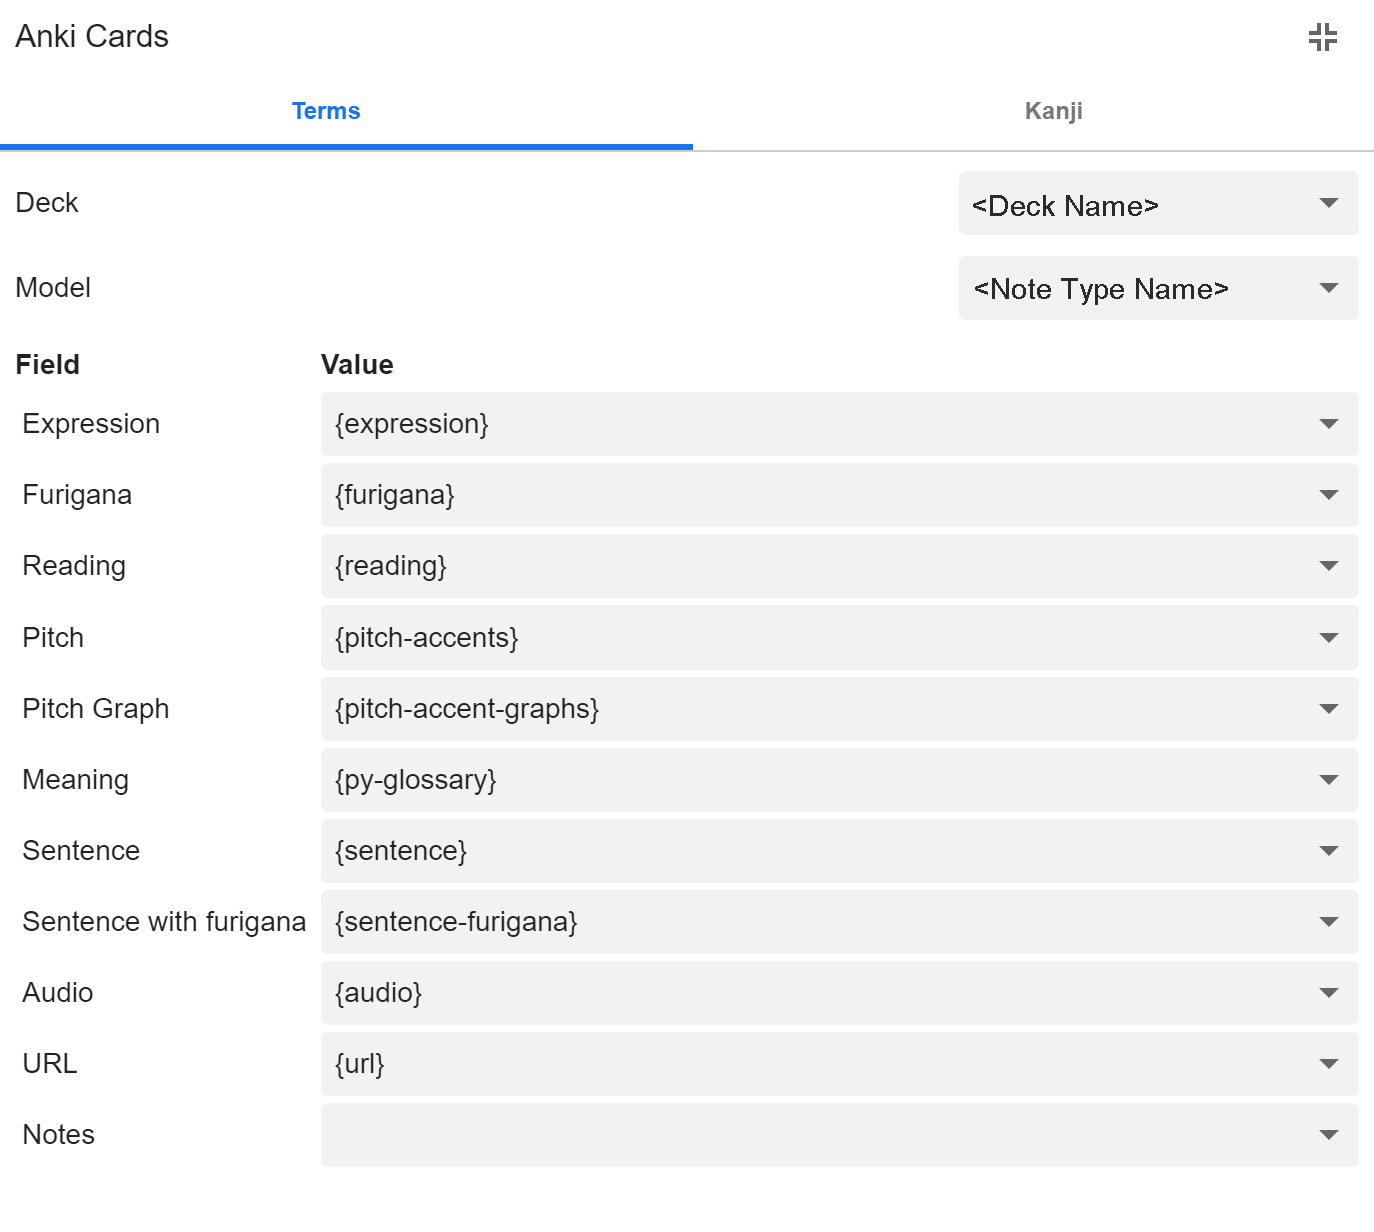 Anki Cards
Terms Kanji
Deck <Deck Name>
Model <Note Type Name>
Field Value
Expression {expression}
Furigana {furigana}
Reading {reading}
Pitch {pitch-accents}
Pitch Graph {pitch-accent-graphs}
Meaning {py-glossary}
Sentence {sentence}
Sentence with furigana {sentence-furigana}
Audio {audio}
URL {url}
Notes